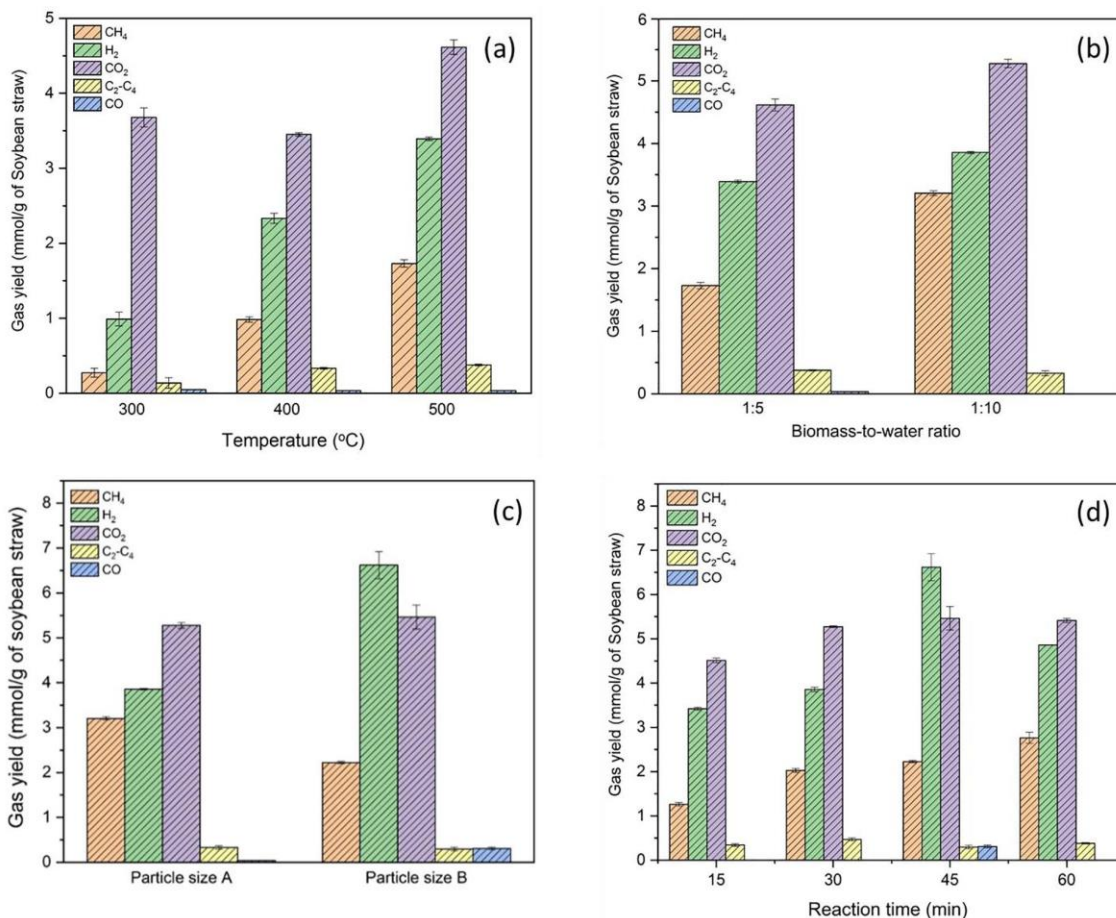 (a)
CH₄
H₂
CO₂
C₂-C₄
CO
Gas yield (mmol/g of Soybean straw)
5
4
3
2
1
0
300 400 500
Temperature (°C)
(b)
CH₄
H₂
CO₂
C₂-C₄
CO
Gas yield (mmol/g of Soybean straw)
6
5
4
3
2
1
0
1:5 1:10
Biomass-to-water ratio
(c)
CH₄
H₂
CO₂
C₂-C₄
CO
Gas yield (mmol/g of soybean straw)
8
7
6
5
4
3
2
1
0
Particle size A Particle size B
(d)
CH₄
H₂
CO₂
C₂-C₄
CO
Gas yield (mmol/g of Soybean straw)
8
7
6
5
4
3
2
1
0
15 30 45 60
Reaction time (min)